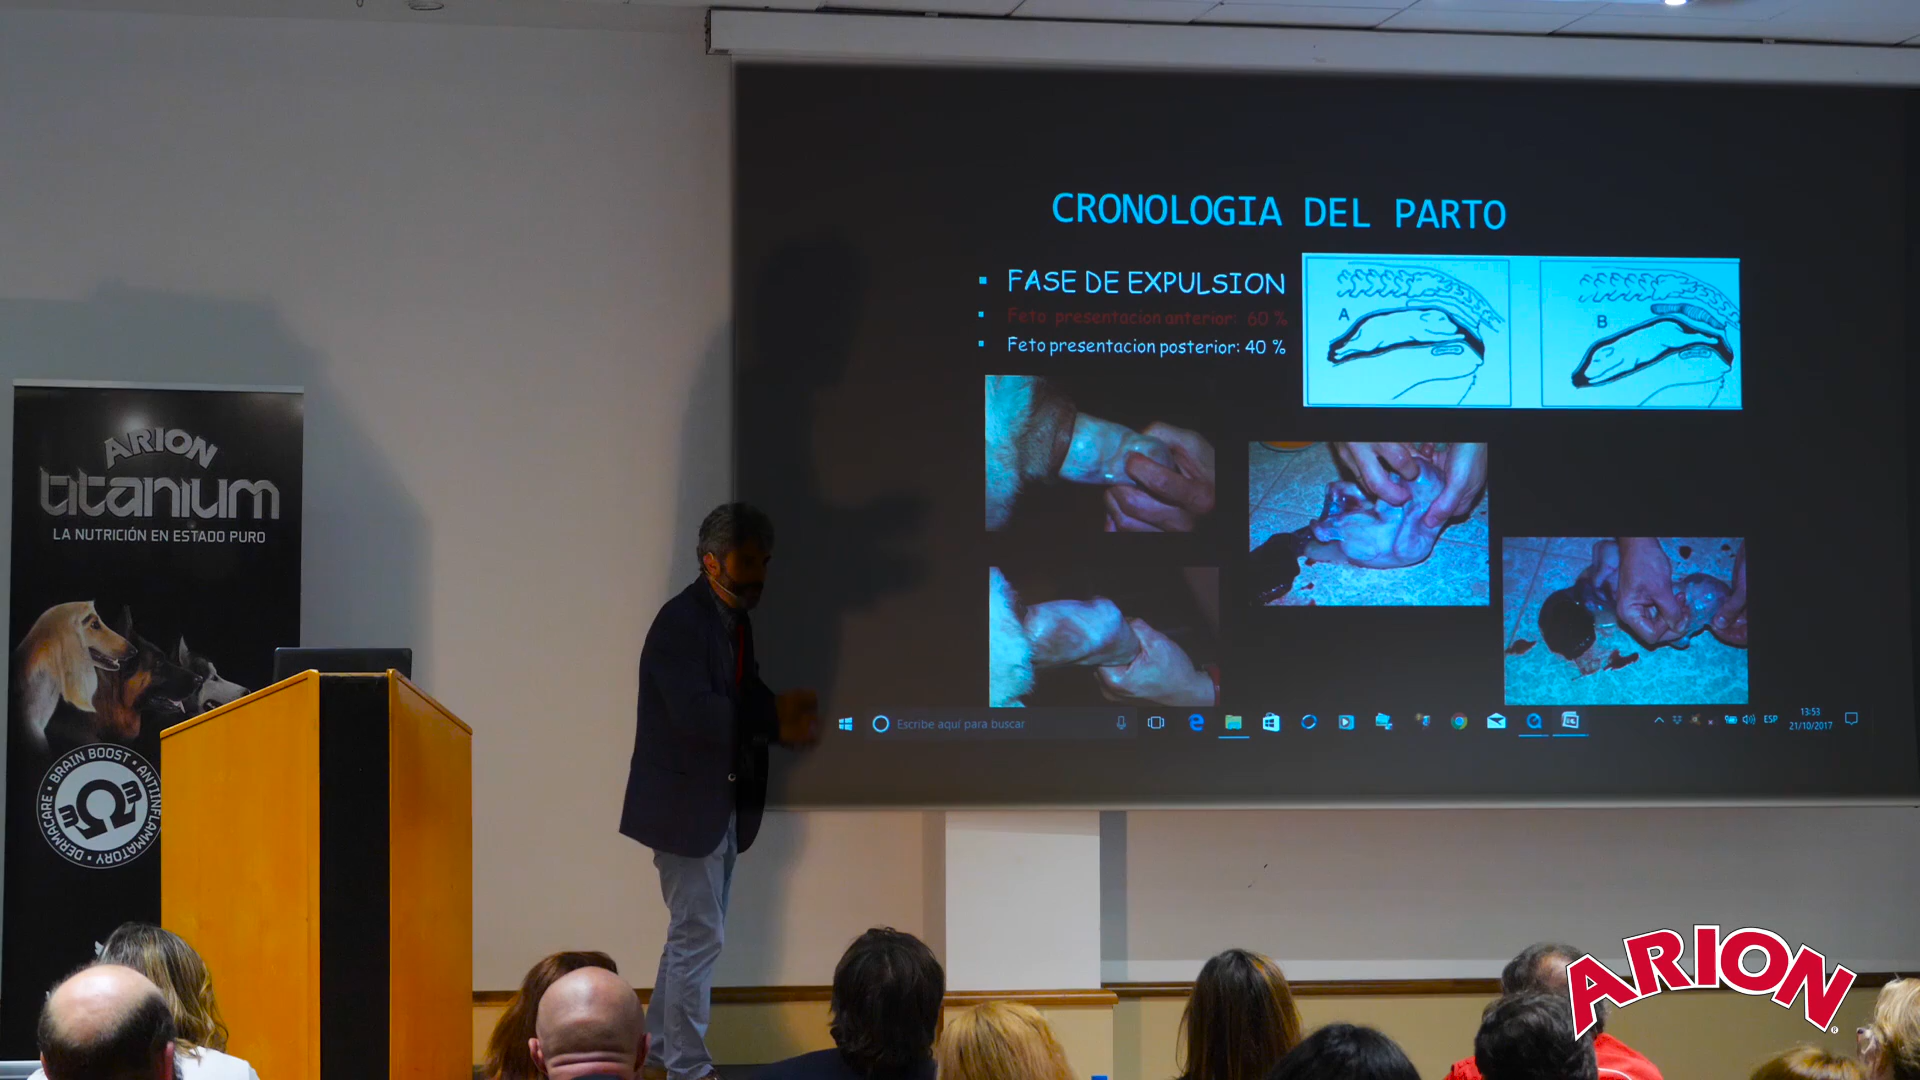 CRONOLOGIA DEL PARTO
FASE DE EXPULSION
Feto presentacion anterior: 60 %
Feto presentacion posterior: 40 %
A
B
Escribe aquí para buscar
ESP
13:53
21/10/2017
ARION
titanium
LA NUTRICIÓN EN ESTADO PURO
BRAIN BOOST • ANTIINFLAMMATORY • DERMACARE •
ARION